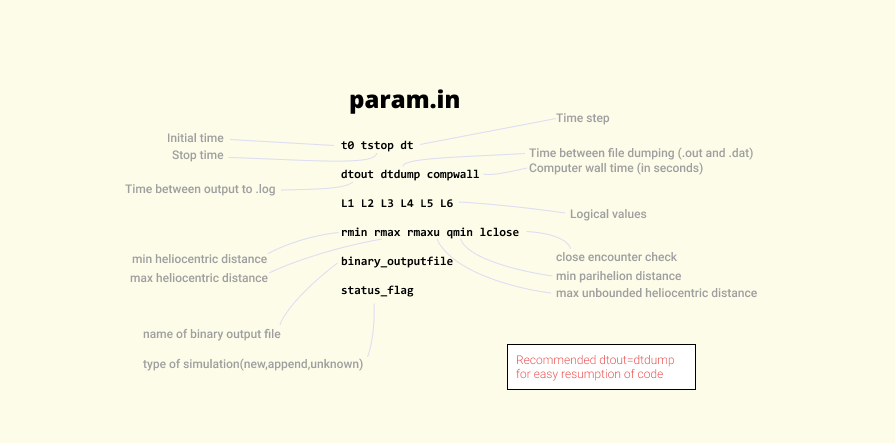 param.in
Time step
Initial time
t0 tstop dt
Stop time
Time between file dumping (.out and .dat)
Computer wall time (in seconds)
dtout dtdump compwall
Time between output to .log
L1 L2 L3 L4 L5 L6
Logical values
rmin rmax rmaxu qmin lclose
min heliocentric distance
close encounter check
binary_outputfile
max heliocentric distance
min parihelion distance
status_flag
max unbounded heliocentric distance
name of binary output file
type of simulation(new,append,unknown)
Recommended dtout=dtdump
for easy resumption of code